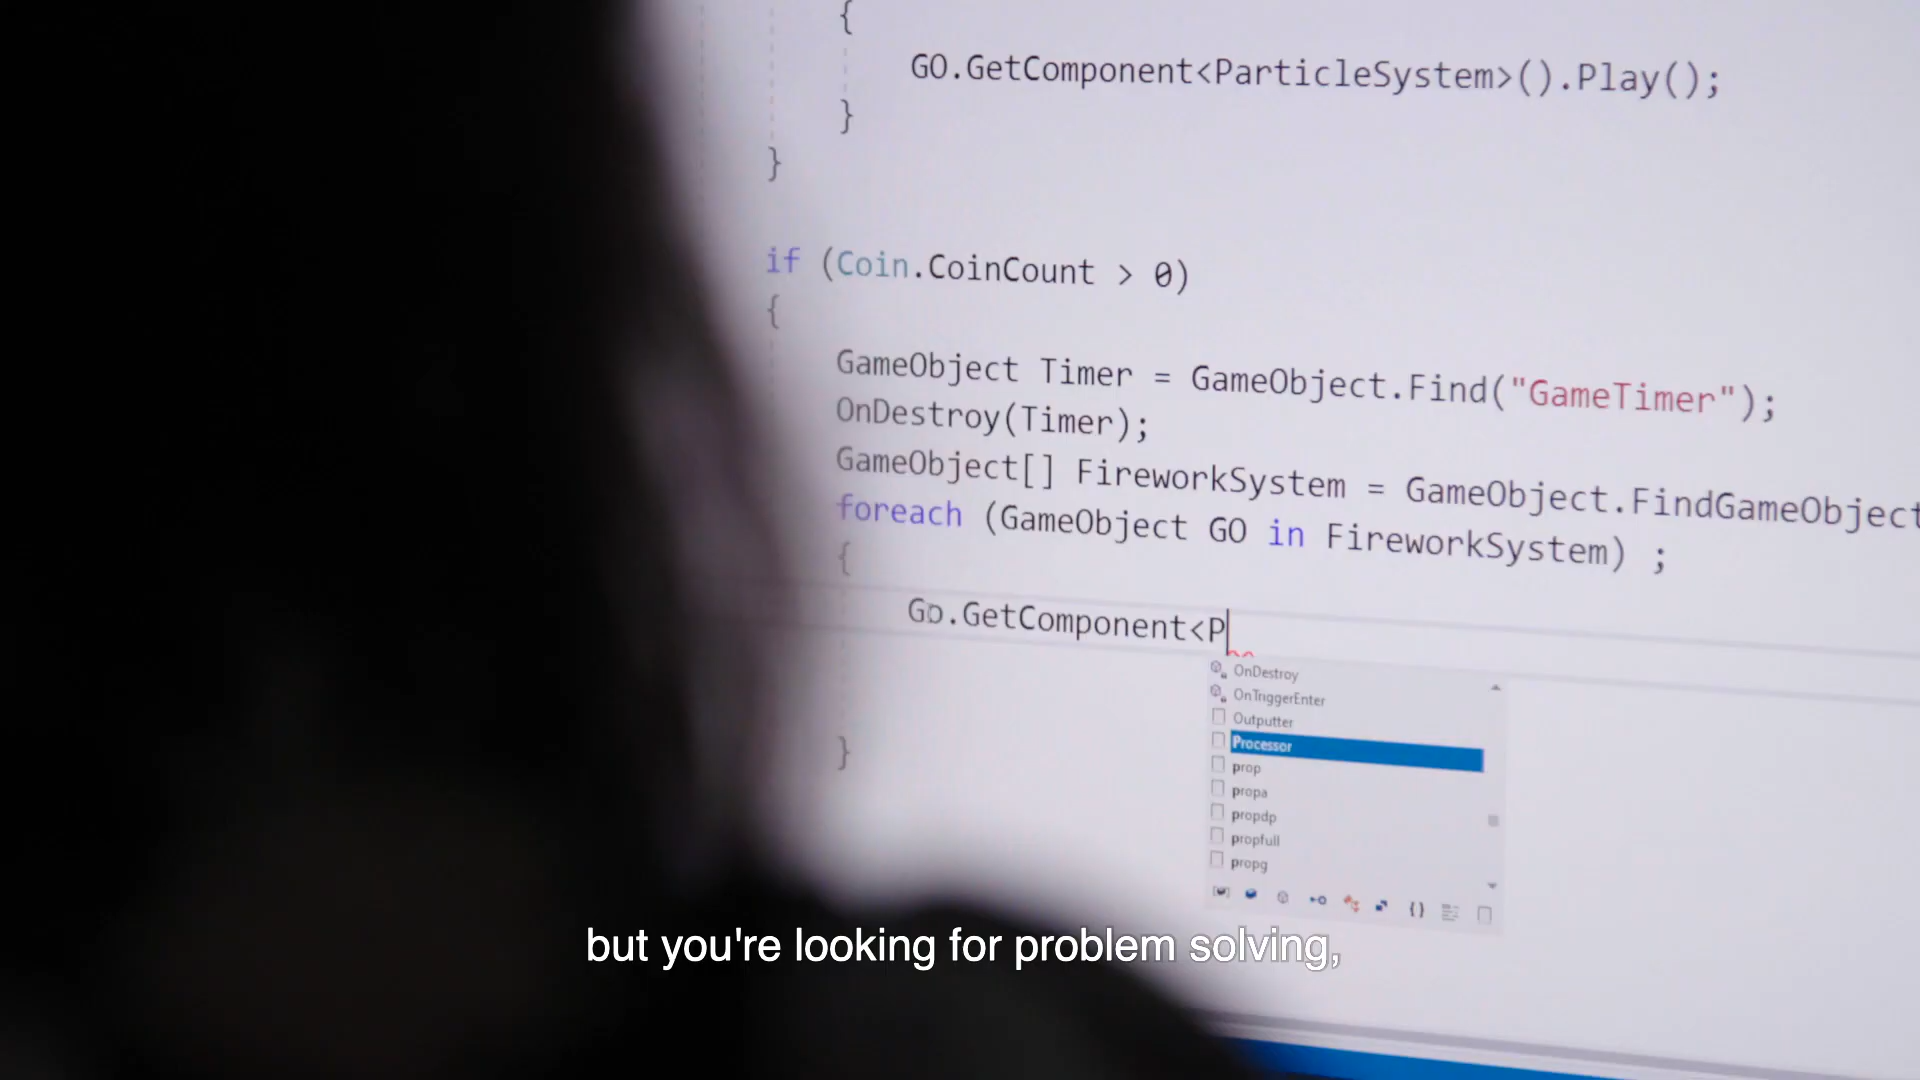 {
GO.GetComponent<ParticleSystem>().Play();
}
}
if (Coin.CoinCount > 0)
{
GameObject Timer = GameObject.Find("GameTimer");
OnDestroy(Timer);
GameObject[] FireworkSystem = GameObject.FindGameObject
foreach (GameObject GO in FireworkSystem) ;
{
Go.GetComponent<P
OnDestroy
OnTriggerEnter
Outputter
Processor
prop
propa
propdp
propfull
propg
{}
}
but you're looking for problem solving,